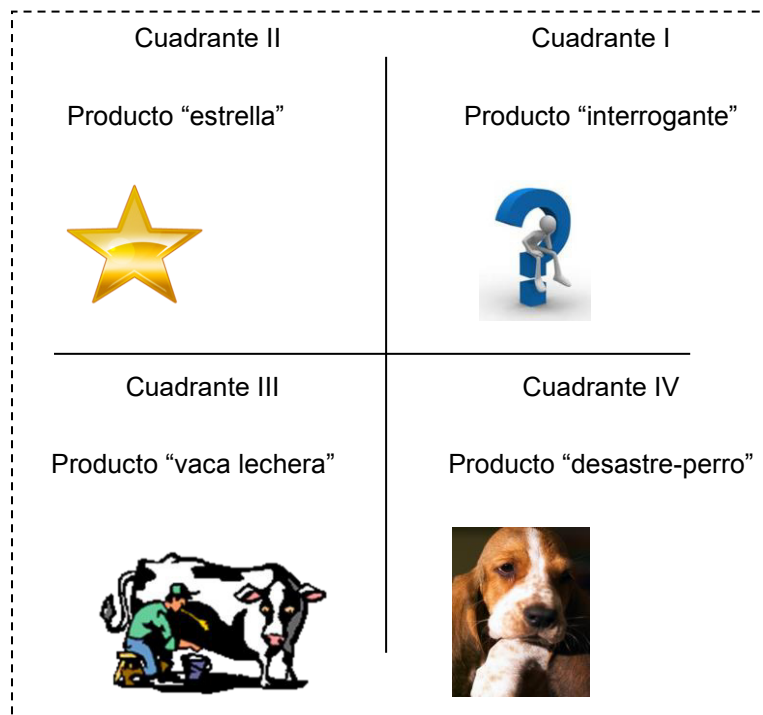 Cuadrante II
Cuadrante I
Producto “estrella”
Producto “interrogante”
Cuadrante III
Cuadrante IV
Producto “vaca lechera”
Producto “desastre-perro”